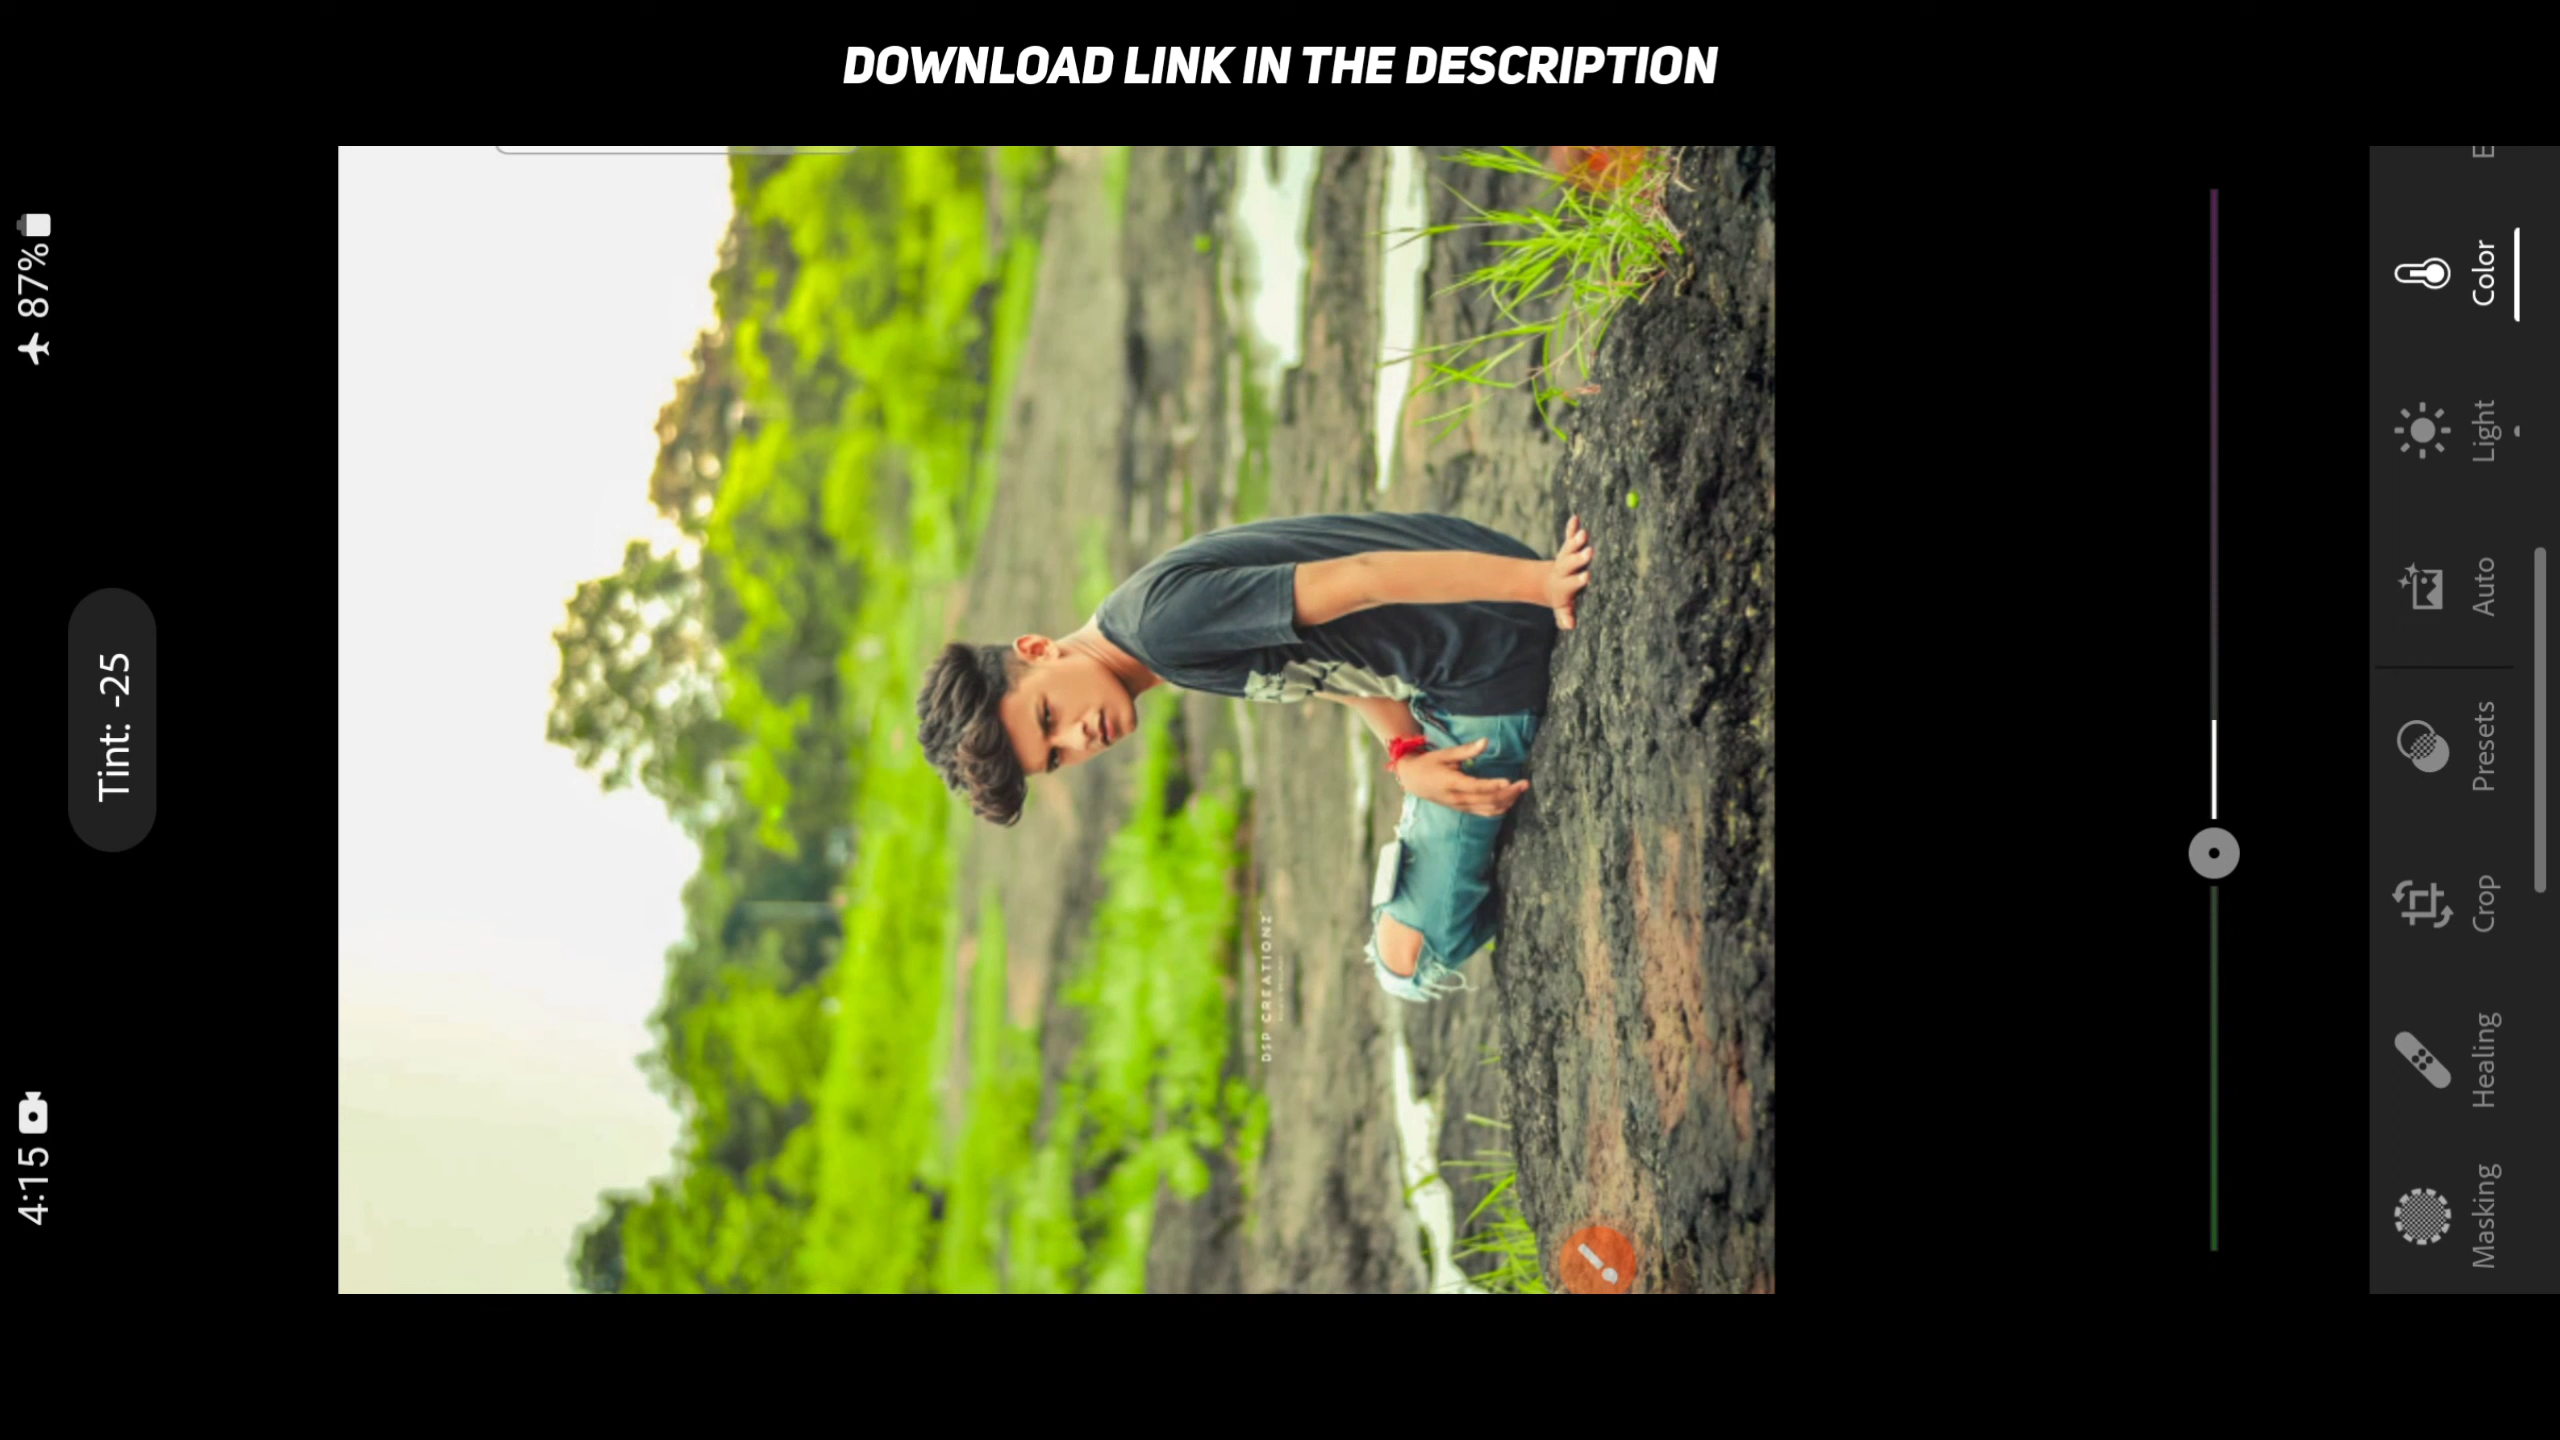 DOWNLOAD LINK IN THE DESCRIPTION
4:15
87%
Tint: -25
DSP CREATIONZ
Masking
Healing
Crop
Presets
Auto
Light
Color